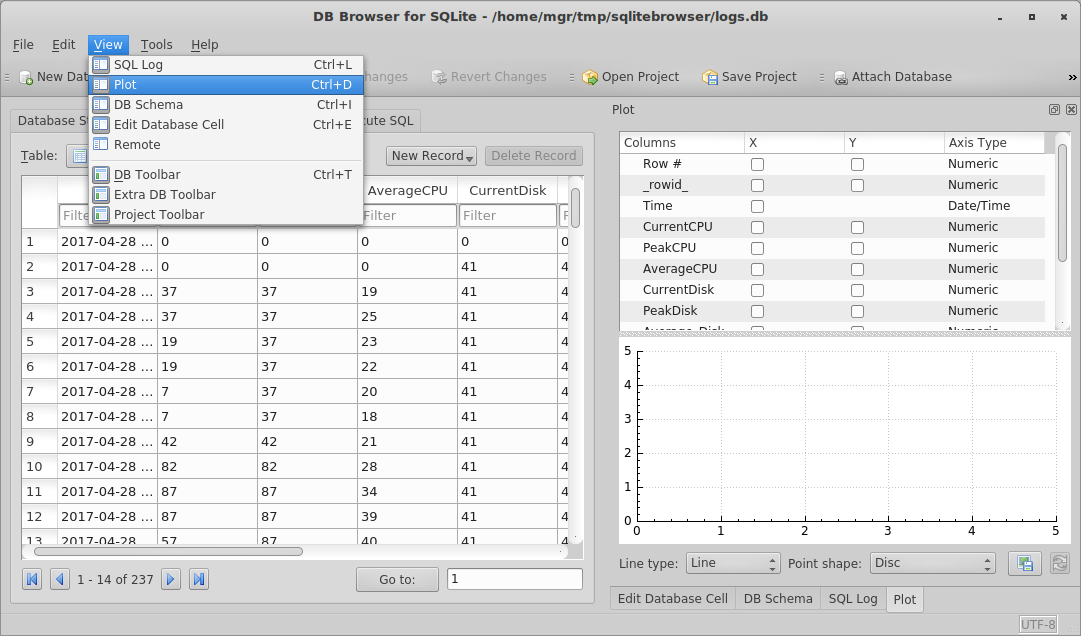 DB Browser for SQLite - /home/mgr/tmp/sqlitebrowser/logs.db
File Edit View Tools Help
New Dat hanges Revert Changes Open Project Save Project Attach Database »
SQL Log Ctrl+L
Plot Ctrl+D
DB Schema Ctrl+I
Edit Database Cell Ctrl+E
Remote
DB Toolbar Ctrl+T
Extra DB Toolbar
Project Toolbar
Database S ute SQL
Table: New Record Delete Record
AverageCPU CurrentDisk
Filte Filter Filter F
1 2017-04-28 ... 0 0 0 0 0
2 2017-04-28 ... 0 0 0 41 4
3 2017-04-28 ... 37 37 19 41 4
4 2017-04-28 ... 37 37 25 41 4
5 2017-04-28 ... 19 37 23 41 4
6 2017-04-28 ... 19 37 22 41 4
7 2017-04-28 ... 7 37 20 41 4
8 2017-04-28 ... 7 37 18 41 4
9 2017-04-28 ... 42 42 21 41 4
10 2017-04-28 ... 82 82 28 41 4
11 2017-04-28 ... 87 87 34 41 4
12 2017-04-28 ... 87 87 39 41 4
13 2017-04-28 57 87 40 41 4
1 - 14 of 237 Go to: 1
Plot
Columns X Y Axis Type
Row # Numeric
_rowid_ Numeric
Time Date/Time
CurrentCPU Numeric
PeakCPU Numeric
AverageCPU Numeric
CurrentDisk Numeric
PeakDisk Numeric
Average_Disk Numeric
5
4
3
2
1
0
0 1 2 3 4 5
Line type: Line Point shape: Disc
Edit Database Cell DB Schema SQL Log Plot
UTF-8